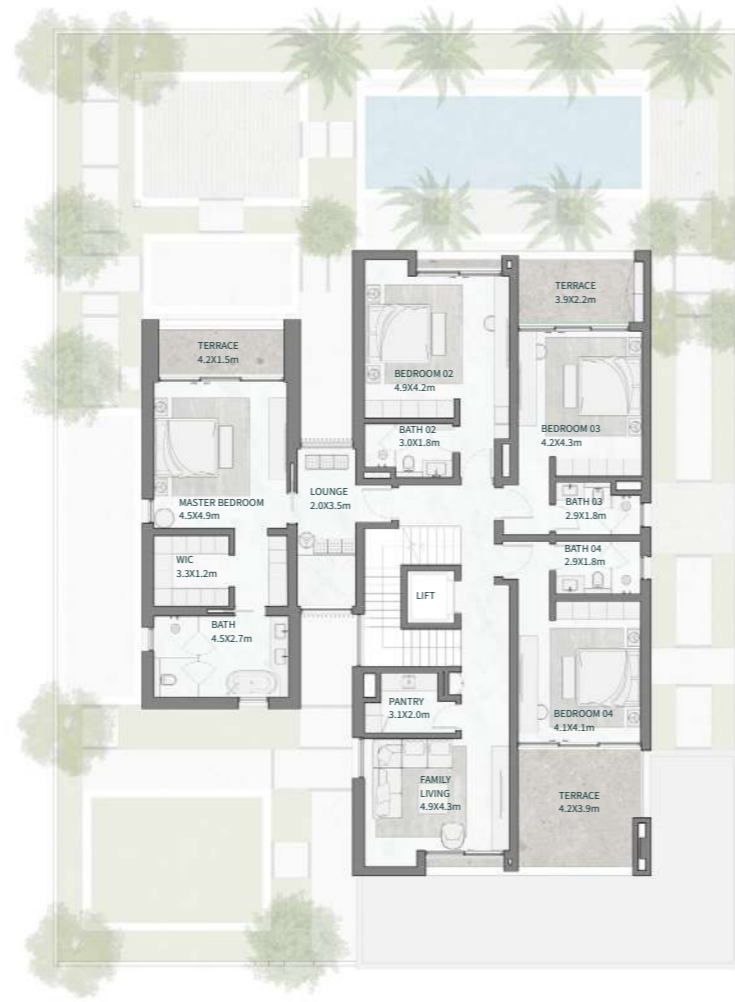 TERRACE
3.9X2.2m
TERRACE
4.2X1.5m
BEDROOM 02
4.9X4.2m
BATH 02
3.0X1.8m
BEDROOM 03
4.2X4.3m
MASTER BEDROOM
4.5X4.9m
LOUNGE
2.0X3.5m
BATH 03
2.9X1.8m
WIC
3.3X1.2m
BATH 04
2.9X1.8m
LIFT
BATH
4.5X2.7m
PANTRY
3.1X2.0m
BEDROOM 04
4.1X4.1m
FAMILY
LIVING
4.9X4.3m
TERRACE
4.2X3.9m